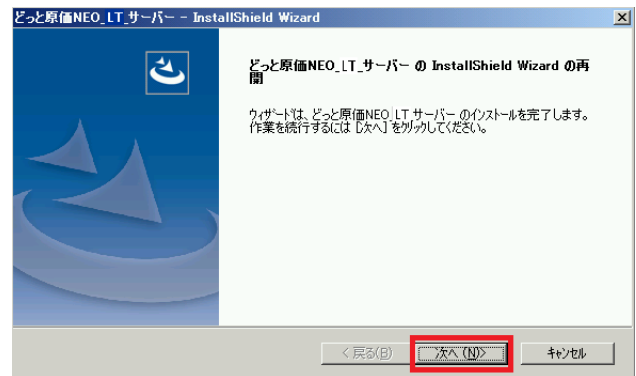 どっと原価NEO_LT_サーバー - InstallShield Wizard
どっと原価NEO_LT_サーバー の InstallShield Wizard の再
開
ウィザードは、どっと原価NEO_LT サーバー のインストールを完了します。
作業を続行するには [次へ] をクリックしてください。
< 戻る(B)
次へ (N)>
キャンセル